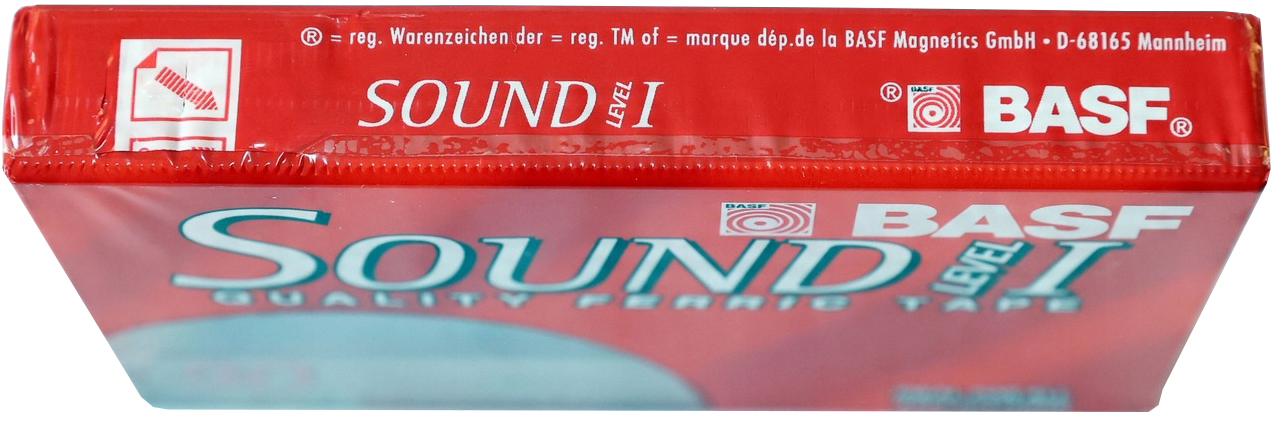 ® = reg. Warenzeichen der = reg. TM of = marque dép.de la BASF Magnetics GmbH • D-68165 Mannheim
SOUND LEVEL I
® BASF BASF®
BASF BASF
SOUND LEVEL I
QUALITY FERRIC TAPE